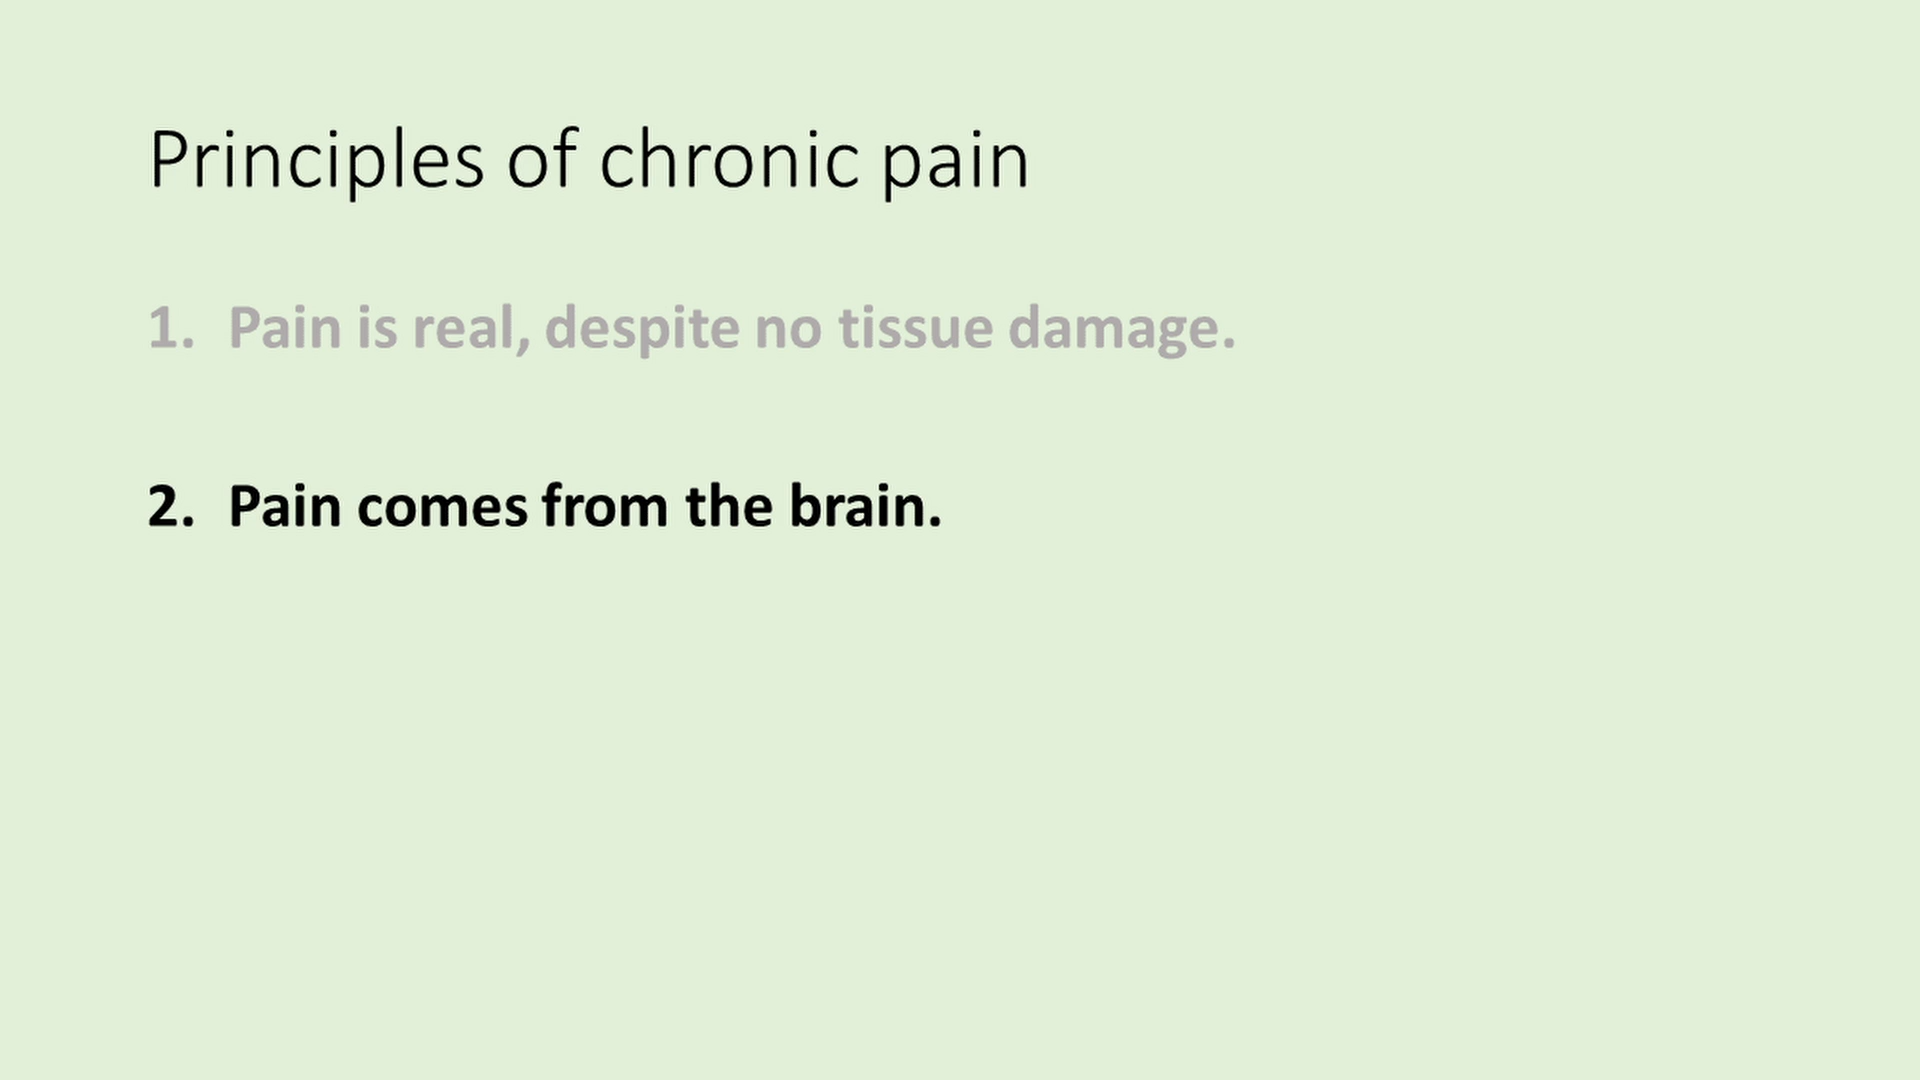 Principles of chronic pain
1. Pain is real, despite no tissue damage.
2. Pain comes from the brain.